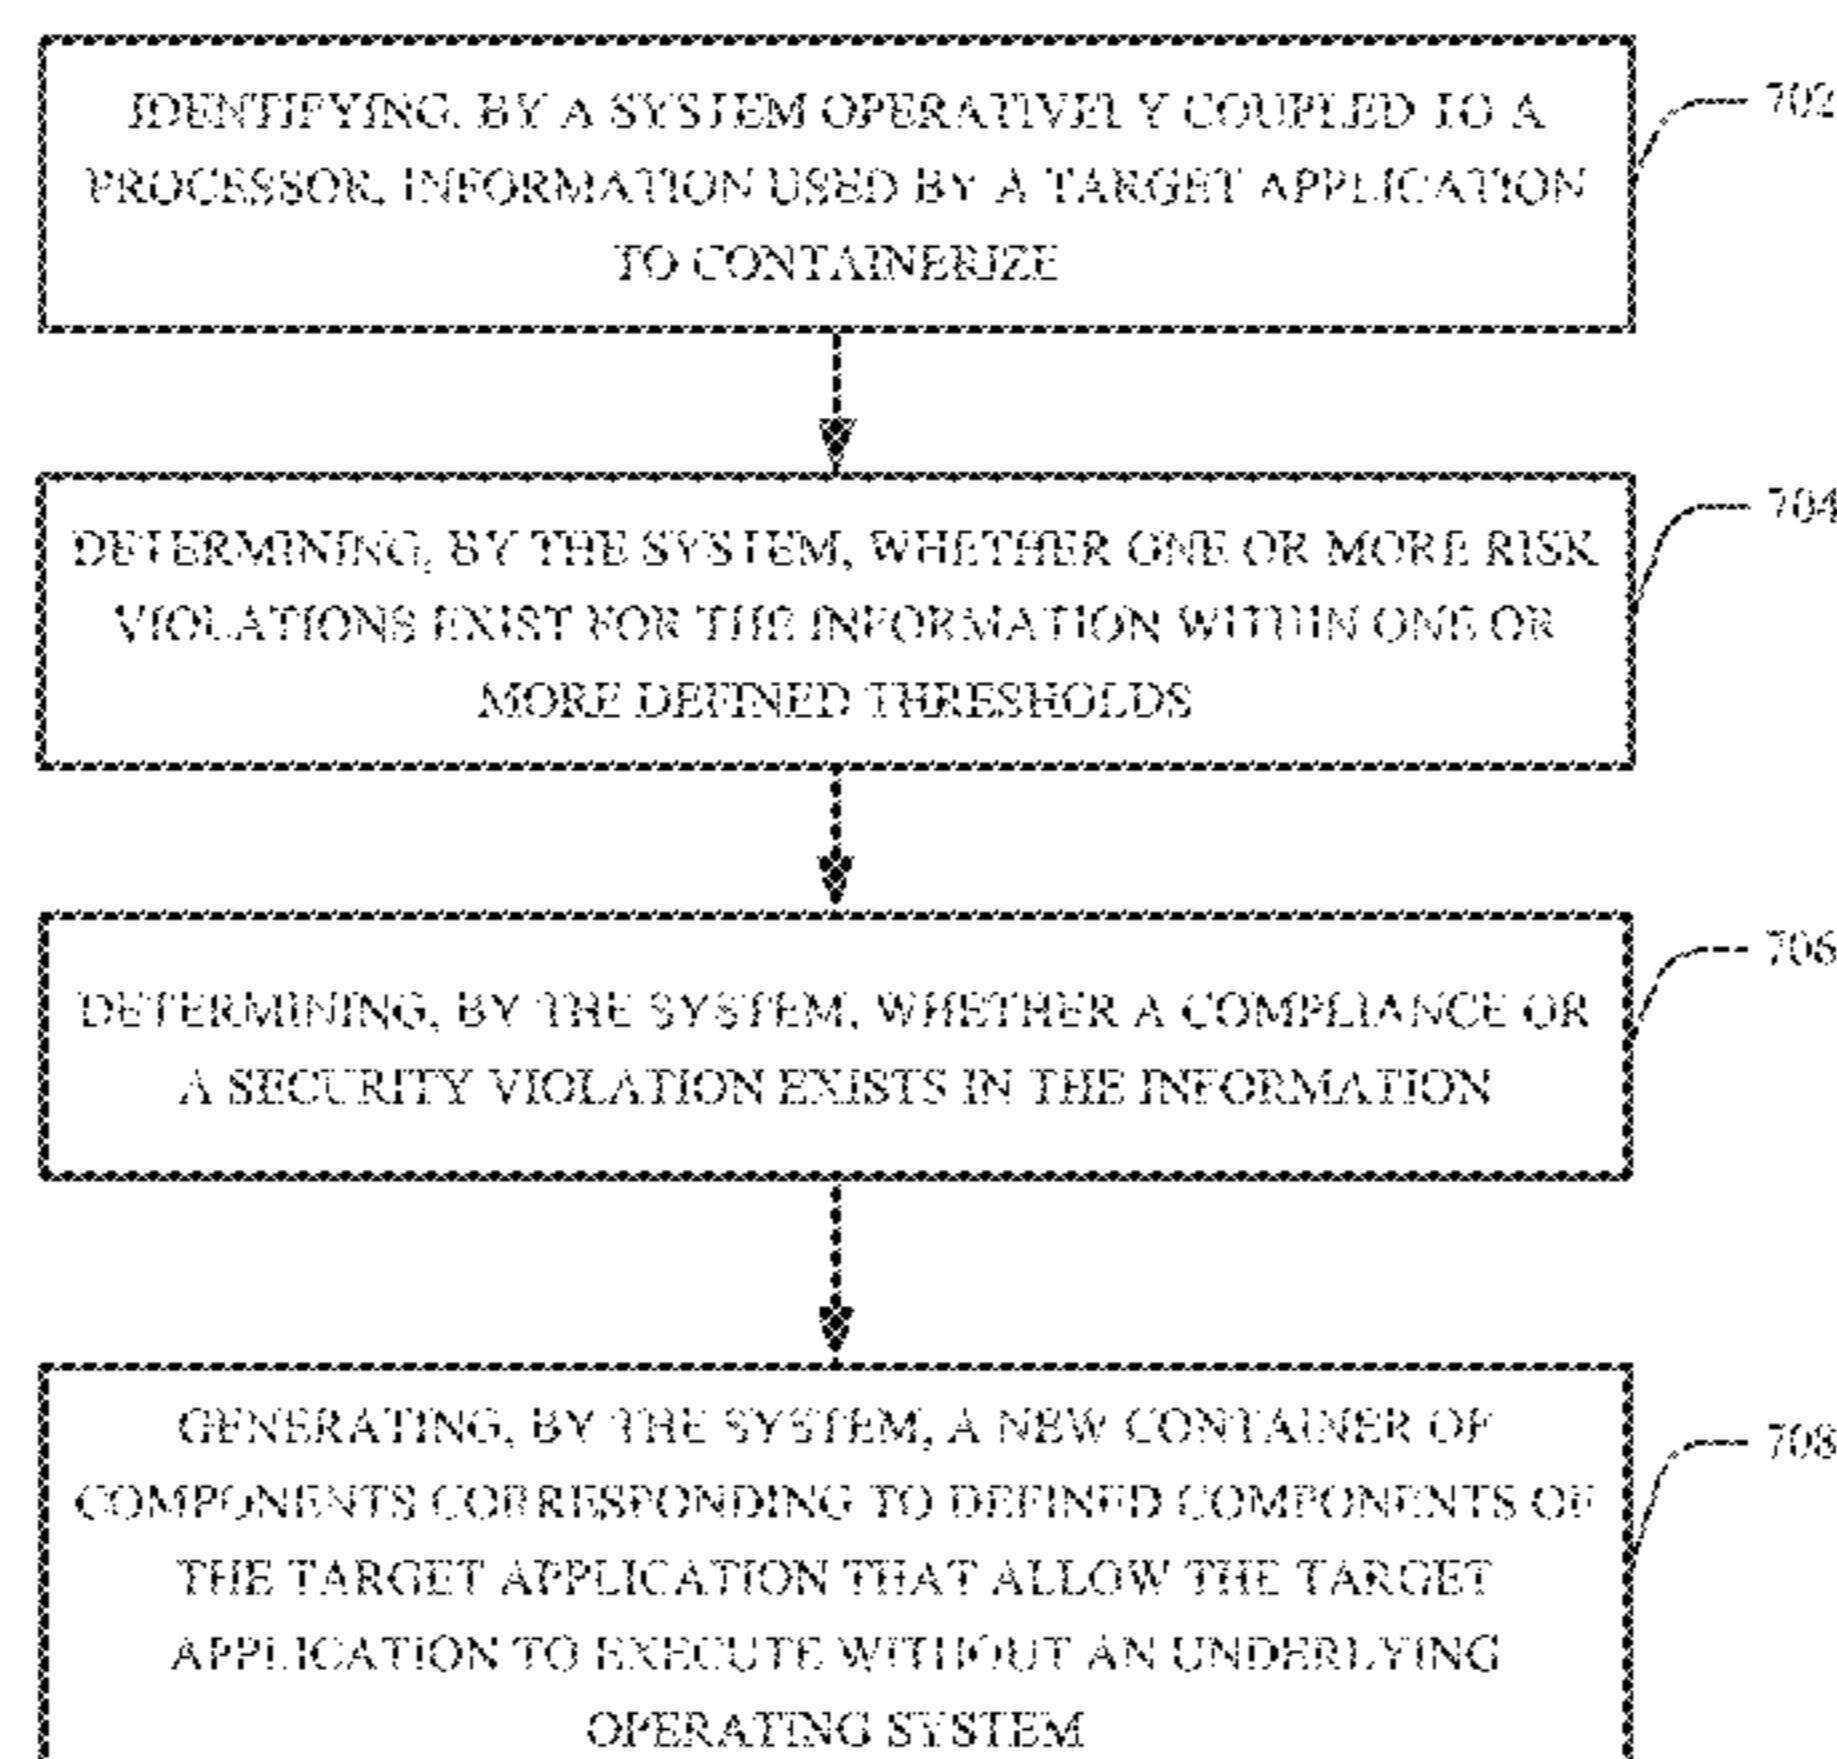 IDENTIFYING, BY A SYSTEM OPERATIVELY COUPLED TO A
PROCESSOR, INFORMATION USED BY A TARGET APPLICATION
TO CONTAINERIZE
702
DETERMINING, BY THE SYSTEM, WHETHER ONE OR MORE RISK
VIOLATIONS EXIST FOR THE INFORMATION WITHIN ONE OR
MORE DEFINED THRESHOLDS
704
DETERMINING, BY THE SYSTEM, WHETHER A COMPLIANCE OR
A SECURITY VIOLATION EXISTS IN THE INFORMATION
706
GENERATING, BY THE SYSTEM, A NEW CONTAINER OF
COMPONENTS CORRESPONDING TO DEFINED COMPONENTS OF
THE TARGET APPLICATION THAT ALLOW THE TARGET
APPLICATION TO EXECUTE WITHOUT AN UNDERLYING
OPERATING SYSTEM
708